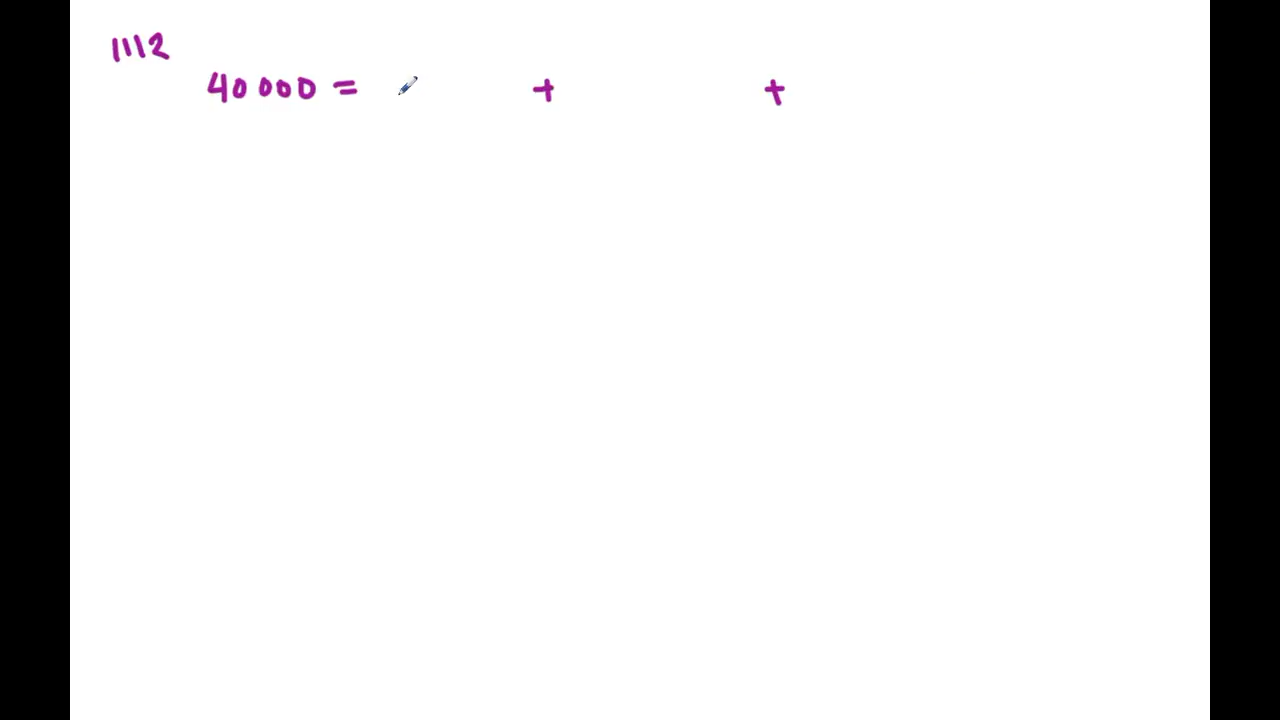 1112
40 000 = + +